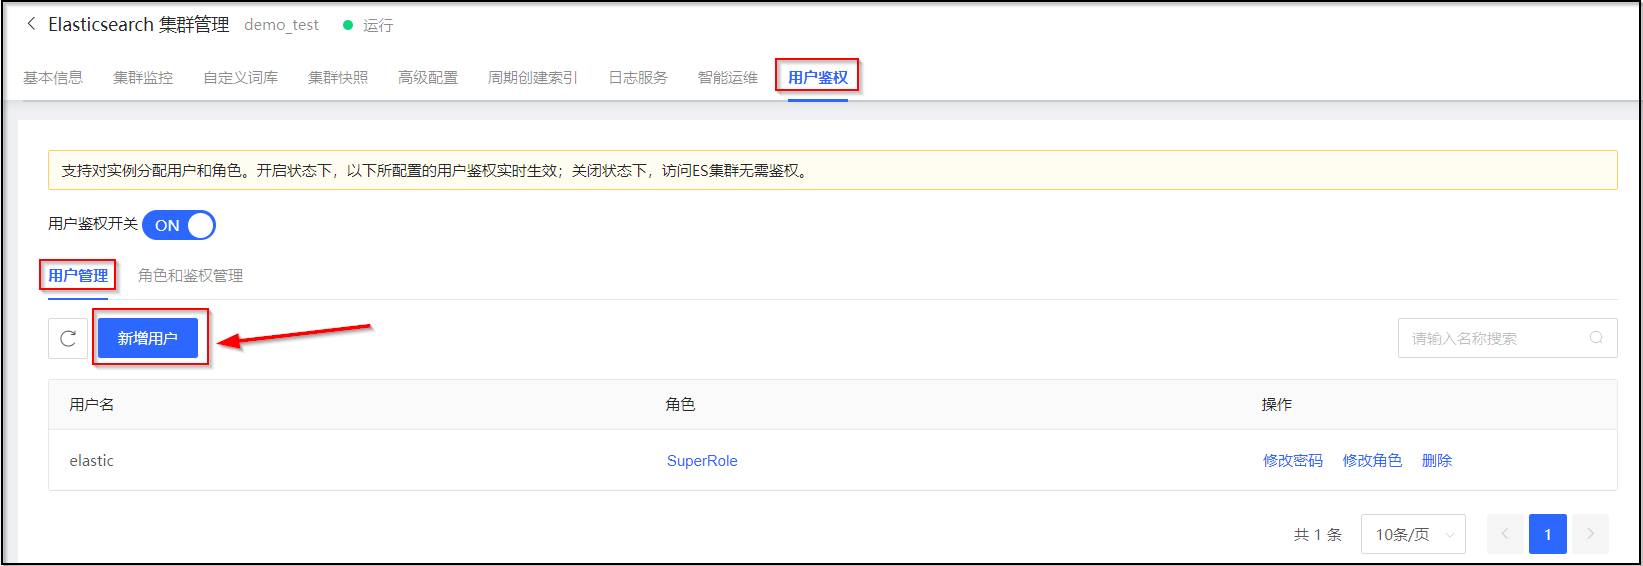 Elasticsearch 集群管理 demo_test 运行
基本信息 集群监控 自定义词库 集群快照 高级配置 周期创建索引 日志服务 智能运维 用户鉴权
支持对实例分配用户和角色。开启状态下，以下所配置的用户鉴权实时生效；关闭状态下，访问ES集群无需鉴权。
用户鉴权开关 ON
用户管理 角色和鉴权管理
新增用户 请输入名称搜索
用户名 角色 操作
elastic SuperRole 修改密码 修改角色 删除
共 1 条 10条/页 1